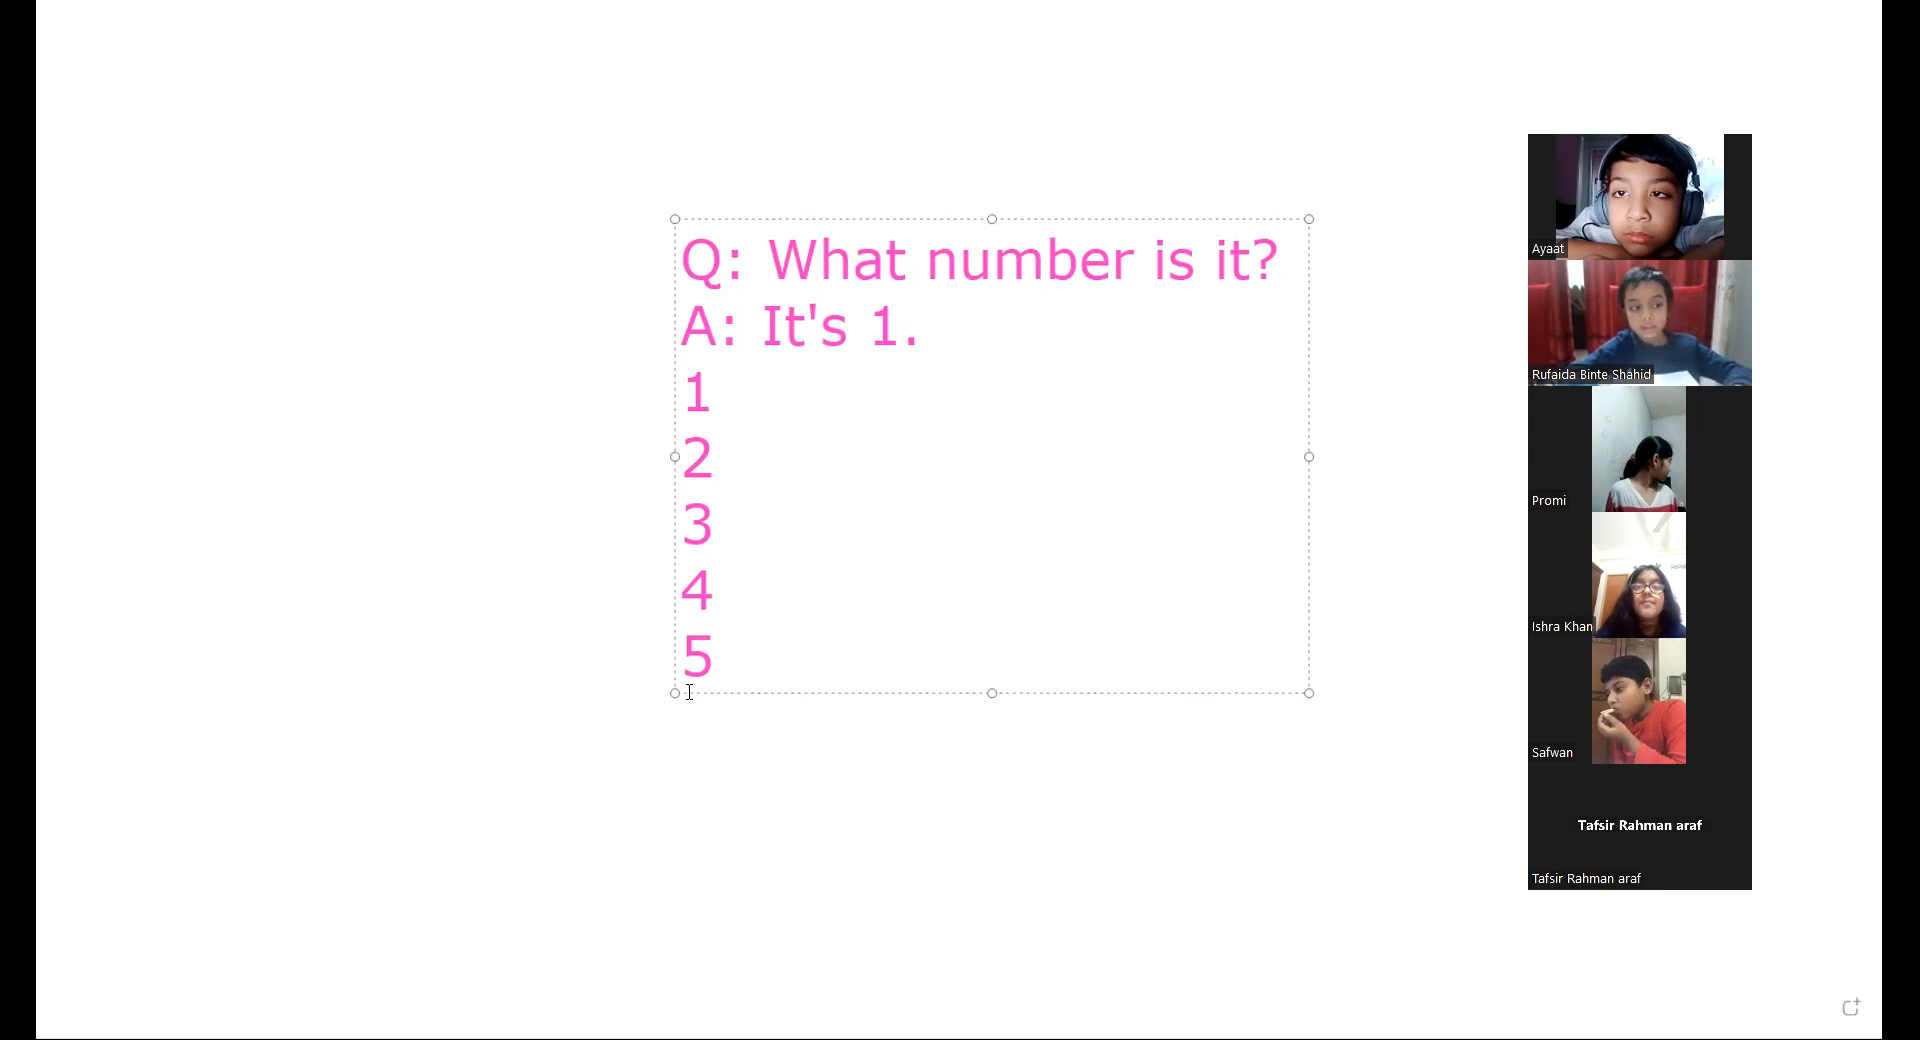 Q: What number is it?
A: It's 1.
1
2
3
4
5
Ayaat
Rufaida Binte Shahid
Promi
Ishra Khan
Safwan
Tafsir Rahman araf
Tafsir Rahman araf